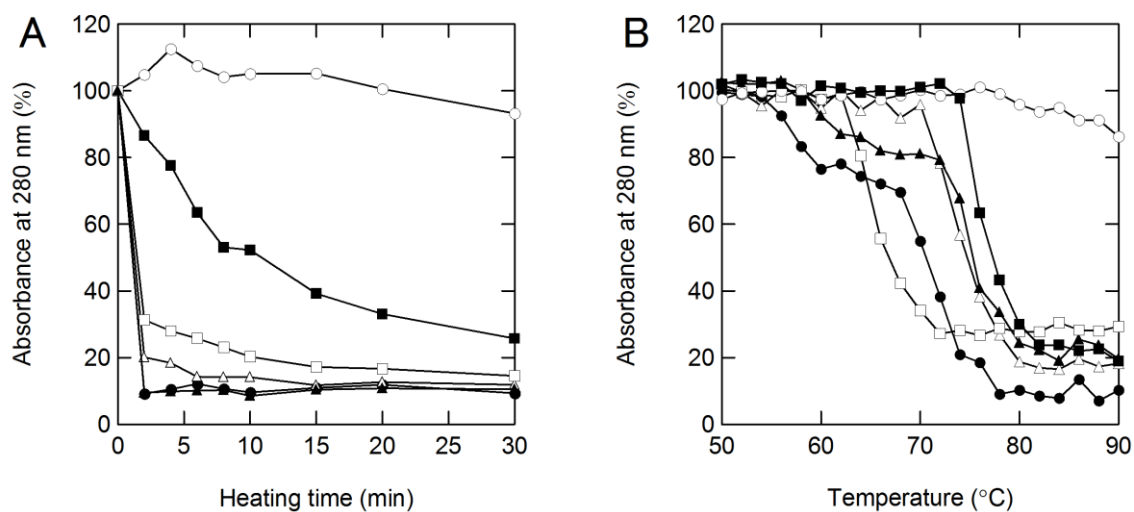 A
Absorbance at 280 nm (%)
120
100
80
60
40
20
0
0 5 10 15 20 25 30
Heating time (min)
B
Absorbance at 280 nm (%)
120
100
80
60
40
20
0
50 60 70 80 90
Temperature (°C)